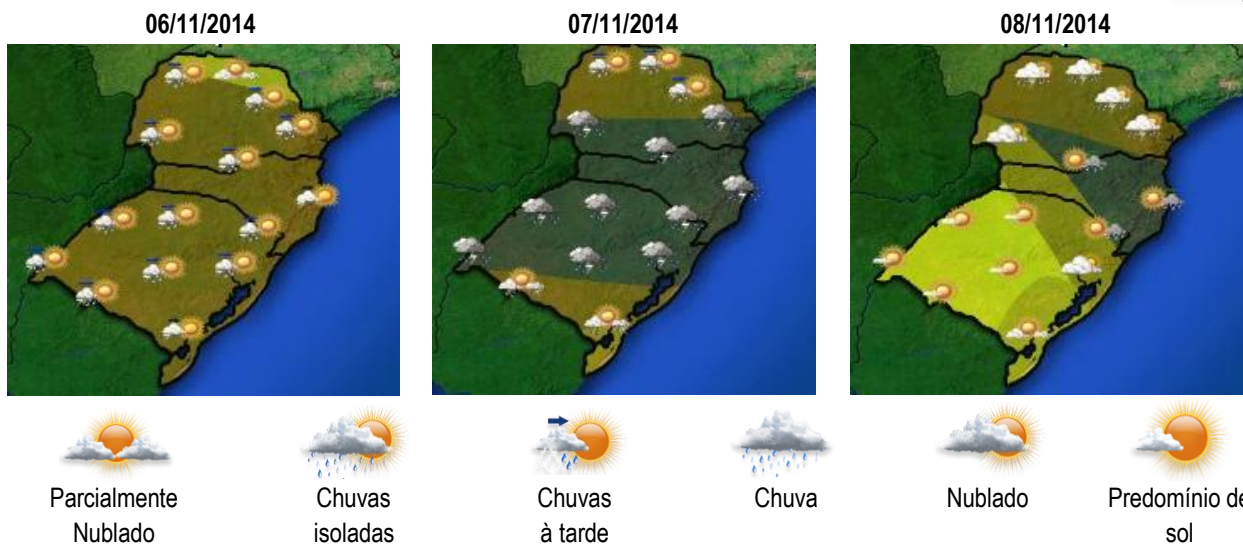 06/11/2014
07/11/2014
08/11/2014
Parcialmente
Nublado
Chuvas
isoladas
Chuvas
à tarde
Chuva
Nublado
Predomínio de
sol